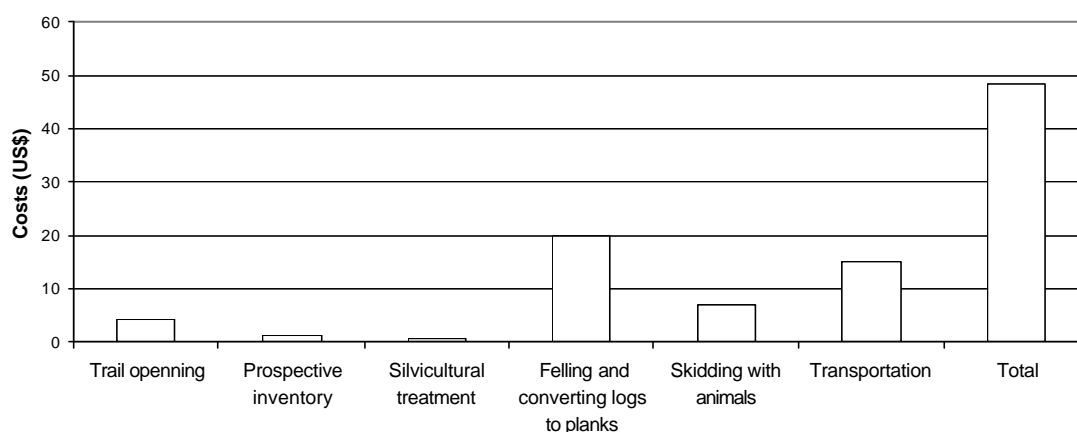 60
50
40
30
20
10
0
Costs (US$)
Trail openning
Prospective
inventory
Silvicultural
treatment
Felling and
converting logs
to planks
Skidding with
animals
Transportation
Total